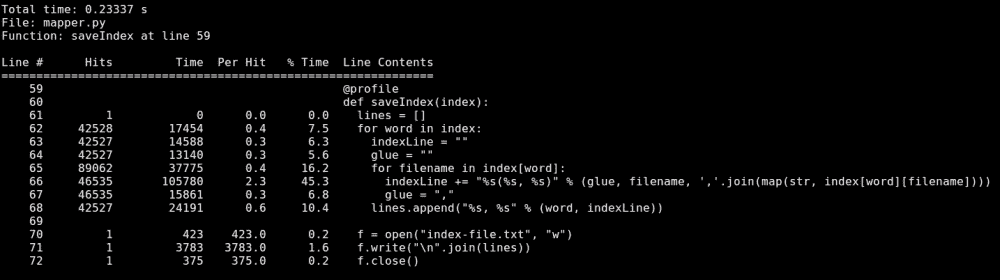 Total time: 0.23337 s
File: mapper.py
Function: saveIndex at line 59
Line #      Hits         Time  Per Hit   % Time  Line Contents
==============================================================
    59                                           @profile
    60                                           def saveIndex(index):
    61         1            0      0.0      0.0    lines = []
    62     42528        17454      0.4      7.5    for word in index:
    63     42527        14588      0.3      6.3      indexLine = ""
    64     42527        13140      0.3      5.6      glue = ""
    65     89062        37775      0.4     16.2      for filename in index[word]:
    66     46535       105780      2.3     45.3        indexLine += "%s(%s, %s)" % (glue, filename, ','.join(map(str, index[word][filename])))
    67     46535        15861      0.3      6.8        glue = ","
    68     42527        24191      0.6     10.4      lines.append("%s, %s" % (word, indexLine))
    69
    70         1          423    423.0      0.2    f = open("index-file.txt", "w")
    71         1         3783   3783.0      1.6    f.write("\n".join(lines))
    72         1          375    375.0      0.2    f.close()